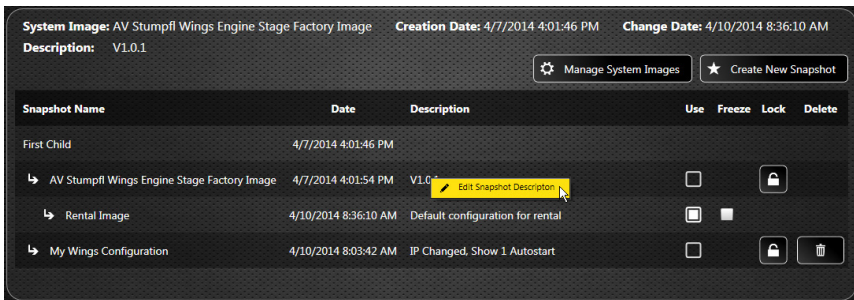 System Image: AV Stumpfl Wings Engine Stage Factory Image Creation Date: 4/7/2014 4:01:46 PM Change Date: 4/10/2014 8:36:10 AM
Description: V1.0.1
Manage System Images Create New Snapshot
Snapshot Name Date Description Use Freeze Lock Delete
First Child 4/7/2014 4:01:46 PM
AV Stumpfl Wings Engine Stage Factory Image 4/7/2014 4:01:54 PM
Edit Snapshot Descripton
Rental Image 4/10/2014 8:36:10 AM Default configuration for rental
My Wings Configuration 4/10/2014 8:03:42 AM IP Changed, Show 1 Autostart